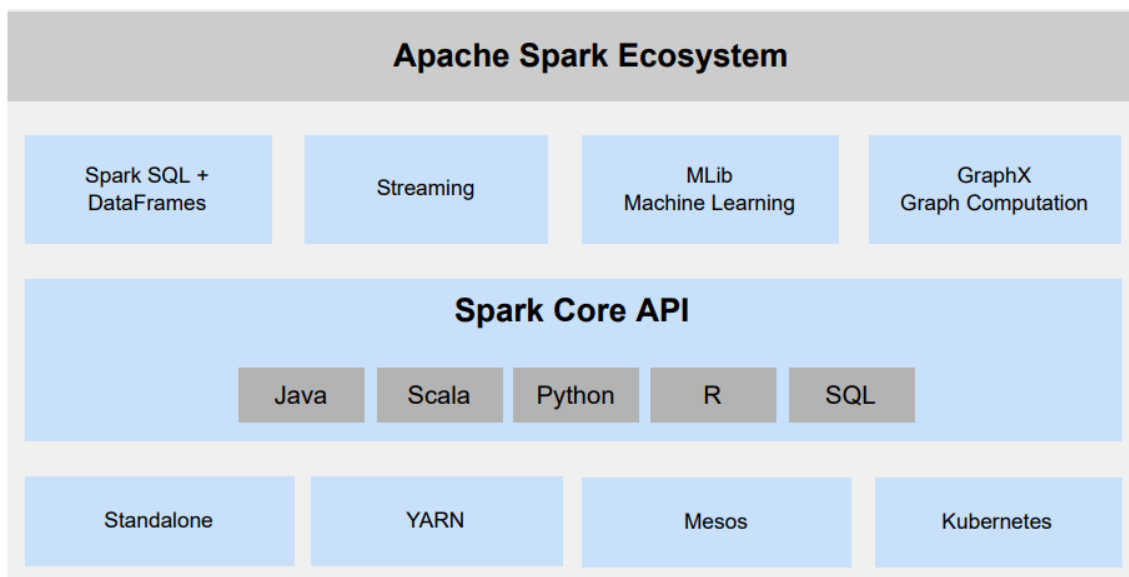 Apache Spark Ecosystem
Spark SQL +
DataFrames
Streaming
MLib
Machine Learning
GraphX
Graph Computation
Spark Core API
Java
Scala
Python
R
SQL
Standalone
YARN
Mesos
Kubernetes